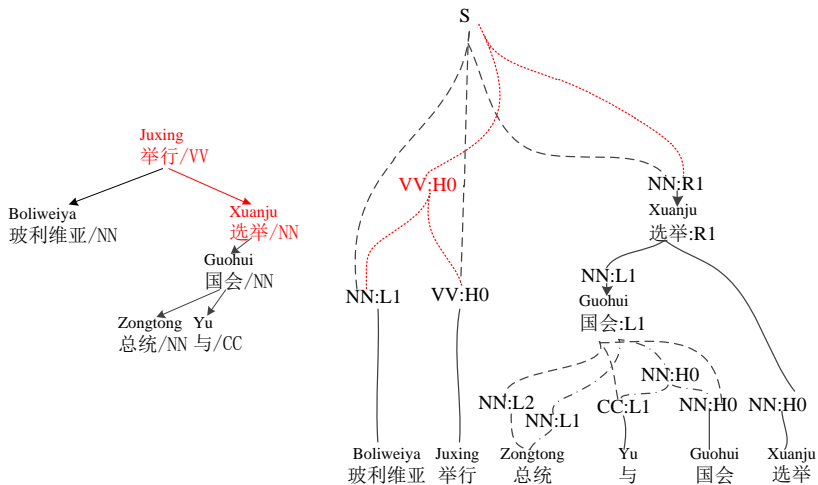 S
Juxing
举行/VV
VV:H0
NN:R1
Boliweiya
玻利维亚/NN
Xuanju
选举/NN
Xuanju
选举:R1
Guohui
国会/NN
NN:L1
NN:L1
VV:H0
Guohui
国会:L1
Zongtong
总统/NN
Yu
与/CC
NN:H0
NN:L2
NN:L1
CC:L1
NN:H0
NN:H0
Boliweiya
玻利维亚
Juxing
举行
Zongtong
总统
Yu
与
Guohui
国会
Xuanju
选举